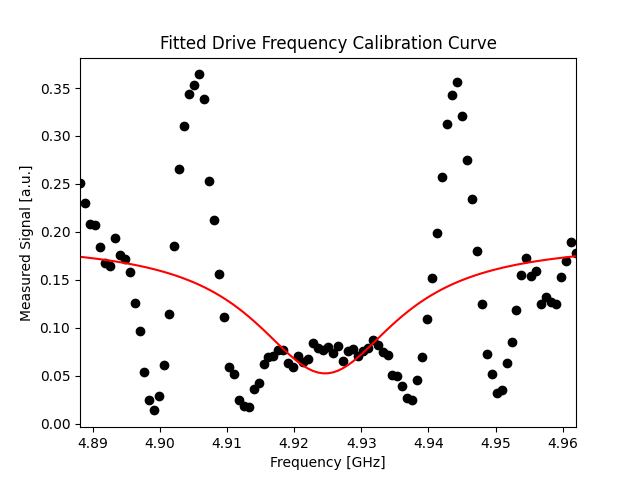 Fitted Drive Frequency Calibration Curve
Measured Signal [a.u.]
0.35
0.30
0.25
0.20
0.15
0.10
0.05
0.00
4.89 4.90 4.91 4.92 4.93 4.94 4.95 4.96
Frequency [GHz]